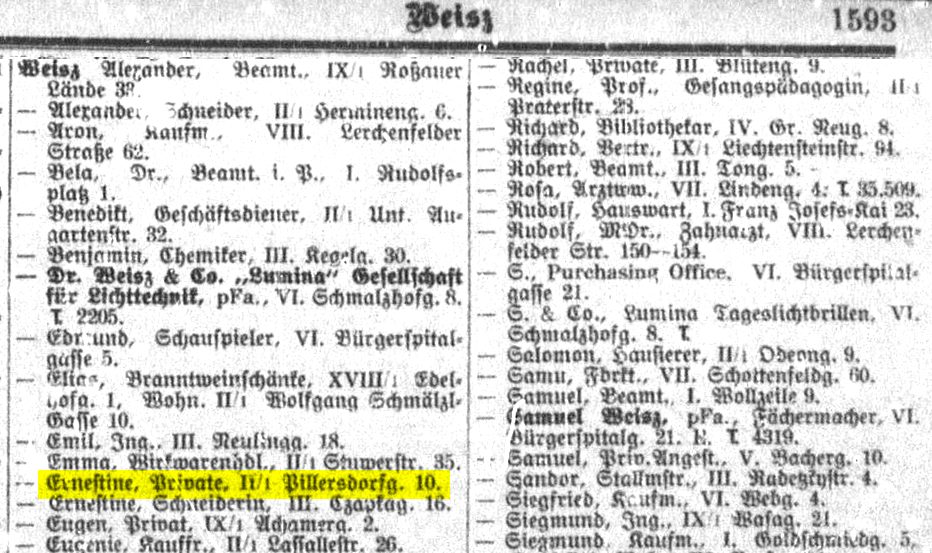 Weisz
1593
Weisz Alexander, Beamt., IX/1 Roßauer
Lände 33.
— Alexander, Schneider, II/1 Hermineng. 6.
— Aron, Kaufm., VIII. Lerchenfelder
Straße 62.
— Bela, Dr., Beamt. i. P., I. Rudolfs-
platz 1.
— Benedikt, Geschäftsdiener, II/1 Unt. Au-
gartenstr. 32.
— Benjamin, Chemiker, III. Kegelg. 30.
— Dr. Weisz & Co. „Lumina“ Gesellschaft
für Lichttechnik, pFa., VI. Schmalzhofg. 8.
T. 2205.
— Edmund, Schauspieler, VI. Bürgerspital-
gasse 5.
— Elias, Branntweinschänke, XVIII/1 Edel-
hofg. 1, Wohn. II/1 Wolfgang Schmälzl-
Gasse 10.
— Emil, Ing., III. Neulingg. 18.
— Emma, Wirkwarenhdl., II/1 Stuwerstr. 35.
— Ernestine, Private, II/1 Pillersdorfg. 10.
— Ernestine, Schneiderin, III. Czapkag. 16.
— Eugen, Privat, IX/1 Achamerg. 2.
— Eugenie, Kauffr., II/1 Lassallestr. 26.
— Rachel, Private, III. Blüteng. 9.
— Regine, Prof., Gesangspädagogin, II/1
Praterstr. 23.
— Richard, Bibliothekar, IV. Gr. Neug. 8.
— Richard, Vertr., IX/1 Liechtensteinstr. 94.
— Robert, Beamt., III. Tong. 5.
— Rosa, Arztww., VII. Lindeng. 4. T. 35.509.
— Rudolf, Hauswart, I. Franz Josefs-Kai 23.
— Rudolf, MDr., Zahnarzt, VIII. Lerchen-
felder Str. 150—154.
— S., Purchasing Office, VI. Bürgerspital-
gasse 21.
— S. & Co., Lumina Tageslichtbrillen, VI.
Schmalzhofg. 8. T.
— Salomon, Hausierer, II/1 Odeong. 9.
— Samu, Fbrkt., VII. Schottenfeldg. 60.
— Samuel, Beamt., I. Wollzeile 9.
— Samuel Weisz, pFa., Fächermacher, VI.
Bürgerspitalg. 21. T. 4319.
— Samuel, Priv.Angest., V. Bacherg. 10.
— Sandor, Stallmstr., III. Radetzkystr. 4.
— Siegfried, Kaufm., VI. Webg. 4.
— Siegmund, Ing., IX/1 Wasag. 21.
— Siegmund, Kaufm., I. Goldschmiedg. 5,